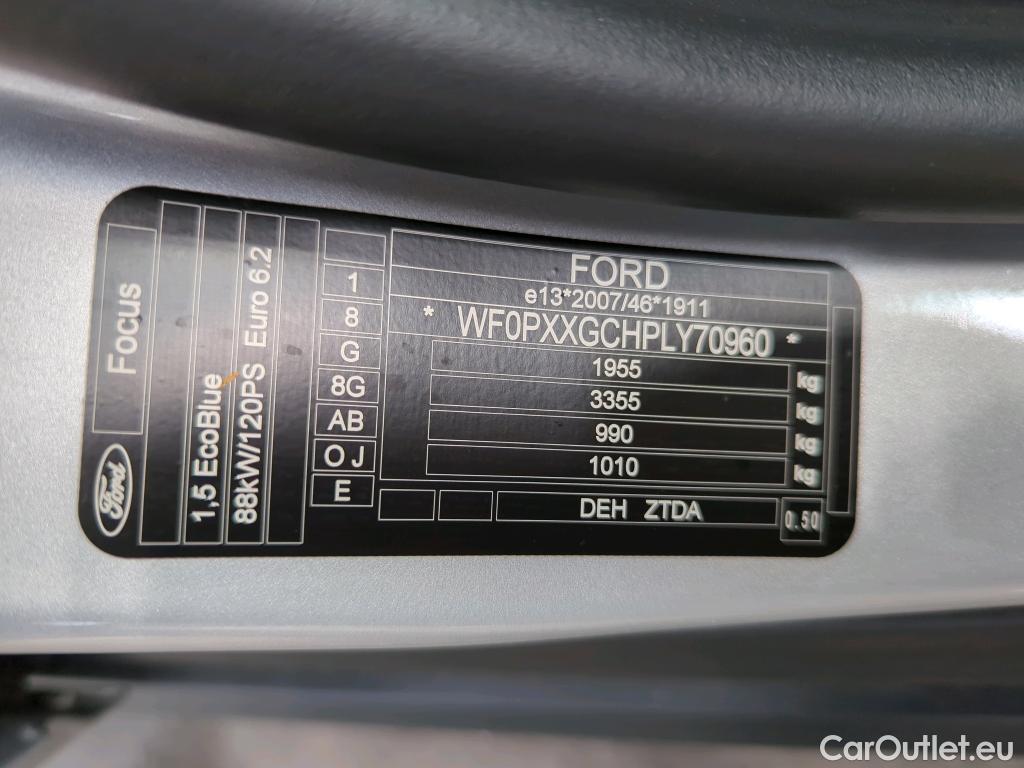 Ford
Focus
1,5 EcoBlue
88kW/120PS Euro 6.2
1
8
G
8G
AB
O J
E
FORD
e13*2007/46*1911
* WF0PXXGCHPLY70960 *
1955 kg
3355 kg
990 kg
1010 kg
DEH ZTDA
0.50
CarOutlet.eu